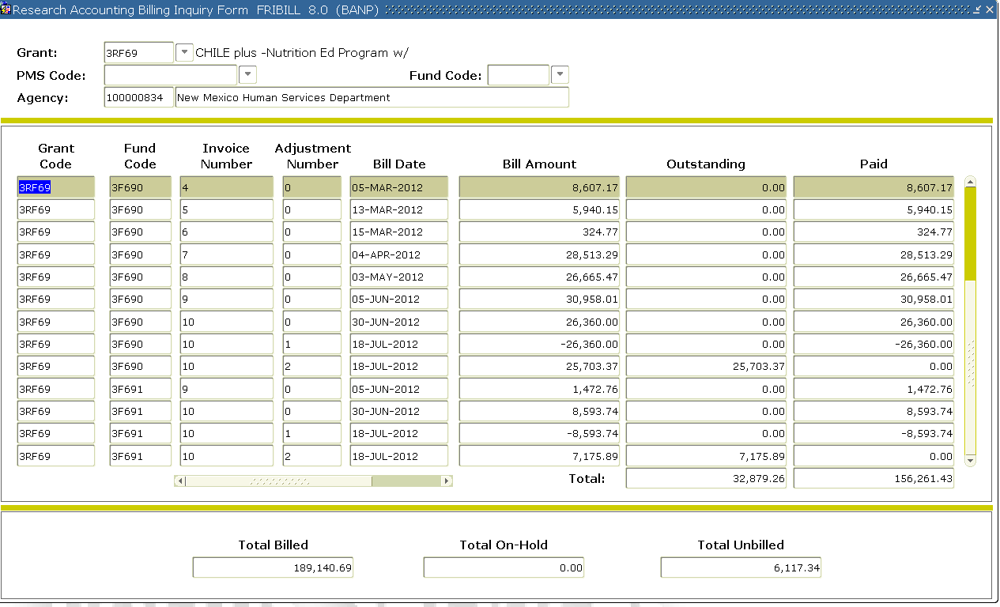 Research Accounting Billing Inquiry Form FRIBILL 8.0 (BANP)
Grant: 3RF69 CHILE plus -Nutrition Ed Program w/
PMS Code: Fund Code:
Agency: 100000834 New Mexico Human Services Department
Grant Fund Invoice Adjustment
Code Code Number Number Bill Date Bill Amount Outstanding Paid
3RF69 3F690 4 0 05-MAR-2012 8,607.17 0.00 8,607.17
3RF69 3F690 5 0 13-MAR-2012 5,940.15 0.00 5,940.15
3RF69 3F690 6 0 15-MAR-2012 324.77 0.00 324.77
3RF69 3F690 7 0 04-APR-2012 28,513.29 0.00 28,513.29
3RF69 3F690 8 0 03-MAY-2012 26,665.47 0.00 26,665.47
3RF69 3F690 9 0 05-JUN-2012 30,958.01 0.00 30,958.01
3RF69 3F690 10 0 30-JUN-2012 26,360.00 0.00 26,360.00
3RF69 3F690 10 1 18-JUL-2012 -26,360.00 0.00 -26,360.00
3RF69 3F690 10 2 18-JUL-2012 25,703.37 25,703.37 0.00
3RF69 3F691 9 0 05-JUN-2012 1,472.76 0.00 1,472.76
3RF69 3F691 10 0 30-JUN-2012 8,593.74 0.00 8,593.74
3RF69 3F691 10 1 18-JUL-2012 -8,593.74 0.00 -8,593.74
3RF69 3F691 10 2 18-JUL-2012 7,175.89 7,175.89 0.00
Total: 32,879.26 156,261.43
Total Billed Total On-Hold Total Unbilled
189,140.69 0.00 6,117.34